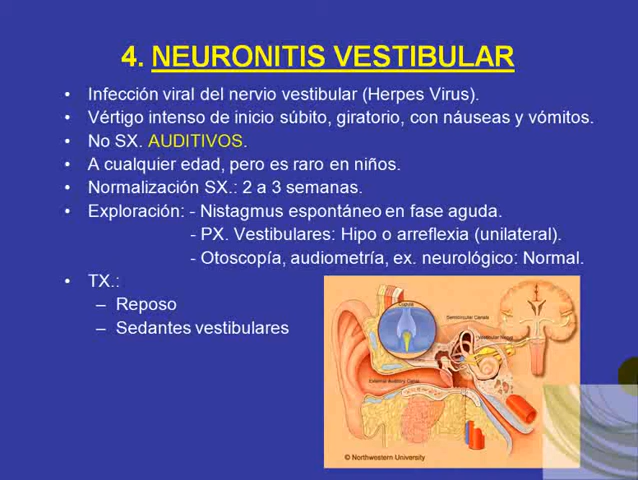 4. NEURONITIS VESTIBULAR
• Infección viral del nervio vestibular (Herpes Virus).
• Vértigo intenso de inicio súbito, giratorio, con náuseas y vómitos.
• No SX. AUDITIVOS.
• A cualquier edad, pero es raro en niños.
• Normalización SX.: 2 a 3 semanas.
• Exploración: - Nistagmus espontáneo en fase aguda.
- PX. Vestibulares: Hipo o arreflexia (unilateral).
- Otoscopía, audiometría, ex. neurológico: Normal.
• TX.:
– Reposo
– Sedantes vestibulares
Cupula
Semicircular Canals
Vestibular Nerve
External Auditory Canal
© Northwestern University